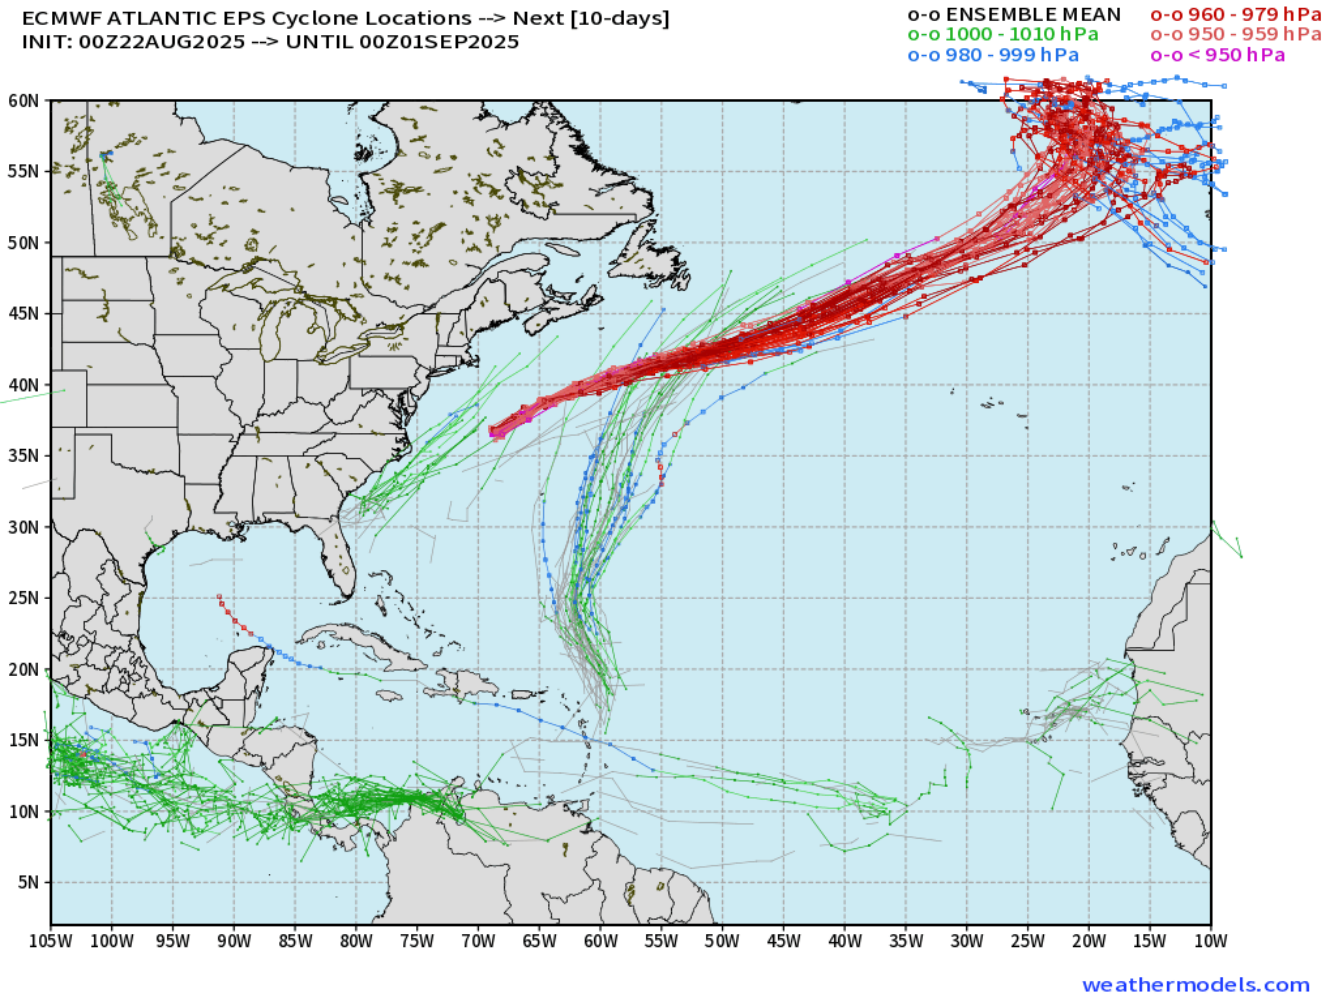 ECMWF ATLANTIC EPS Cyclone Locations --> Next [10-days]
INIT: 00Z22AUG2025 --> UNTIL 00Z01SEP2025
o-o ENSEMBLE MEAN
o-o 1000 - 1010 hPa
o-o 980 - 999 hPa
o-o 960 - 979 hPa
o-o 950 - 959 hPa
o-o < 950 hPa
60N
55N
50N
45N
40N
35N
30N
25N
20N
15N
10N
5N
105W 100W 95W 90W 85W 80W 75W 70W 65W 60W 55W 50W 45W 40W 35W 30W 25W 20W 15W 10W
weathermodels.com